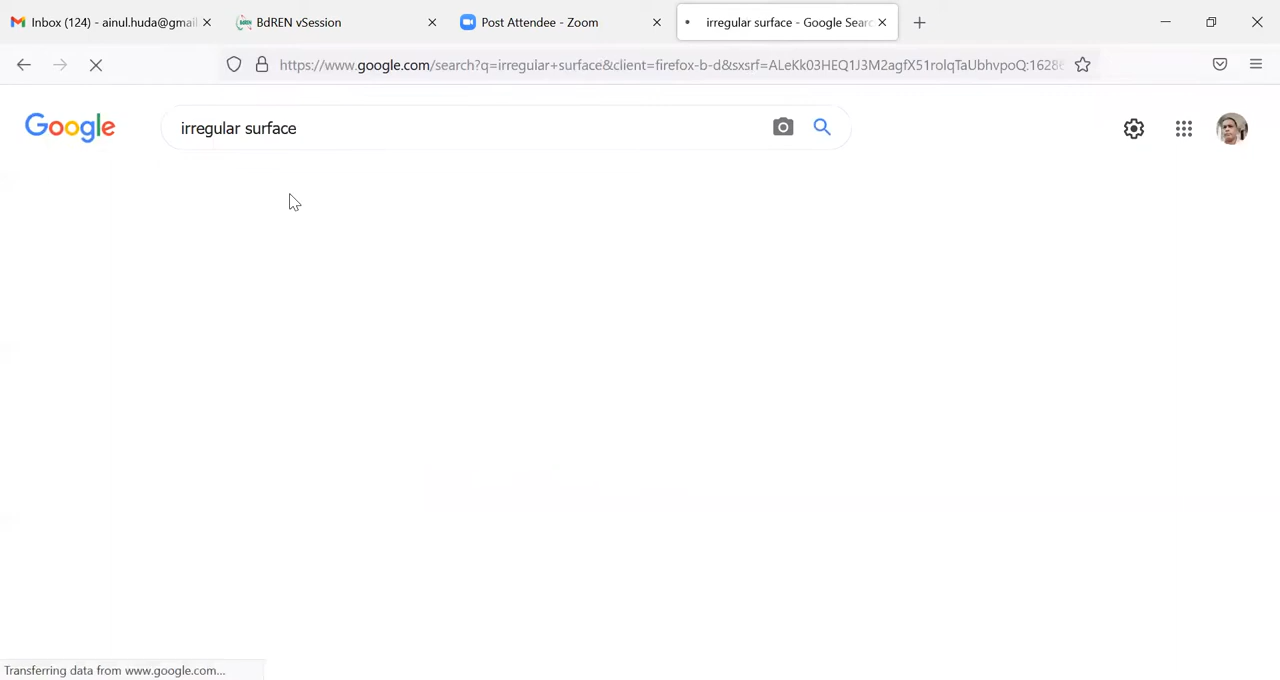 Inbox (124) - ainul.huda@gmail
BdREN vSession
Post Attendee - Zoom
irregular surface - Google Searc
https://www.google.com/search?q=irregular+surface&client=firefox-b-d&sxsrf=ALeKk03HEQ1J3M2agfX51rolqTaUbhvpoQ:16286
Google
irregular surface
Transferring data from www.google.com...